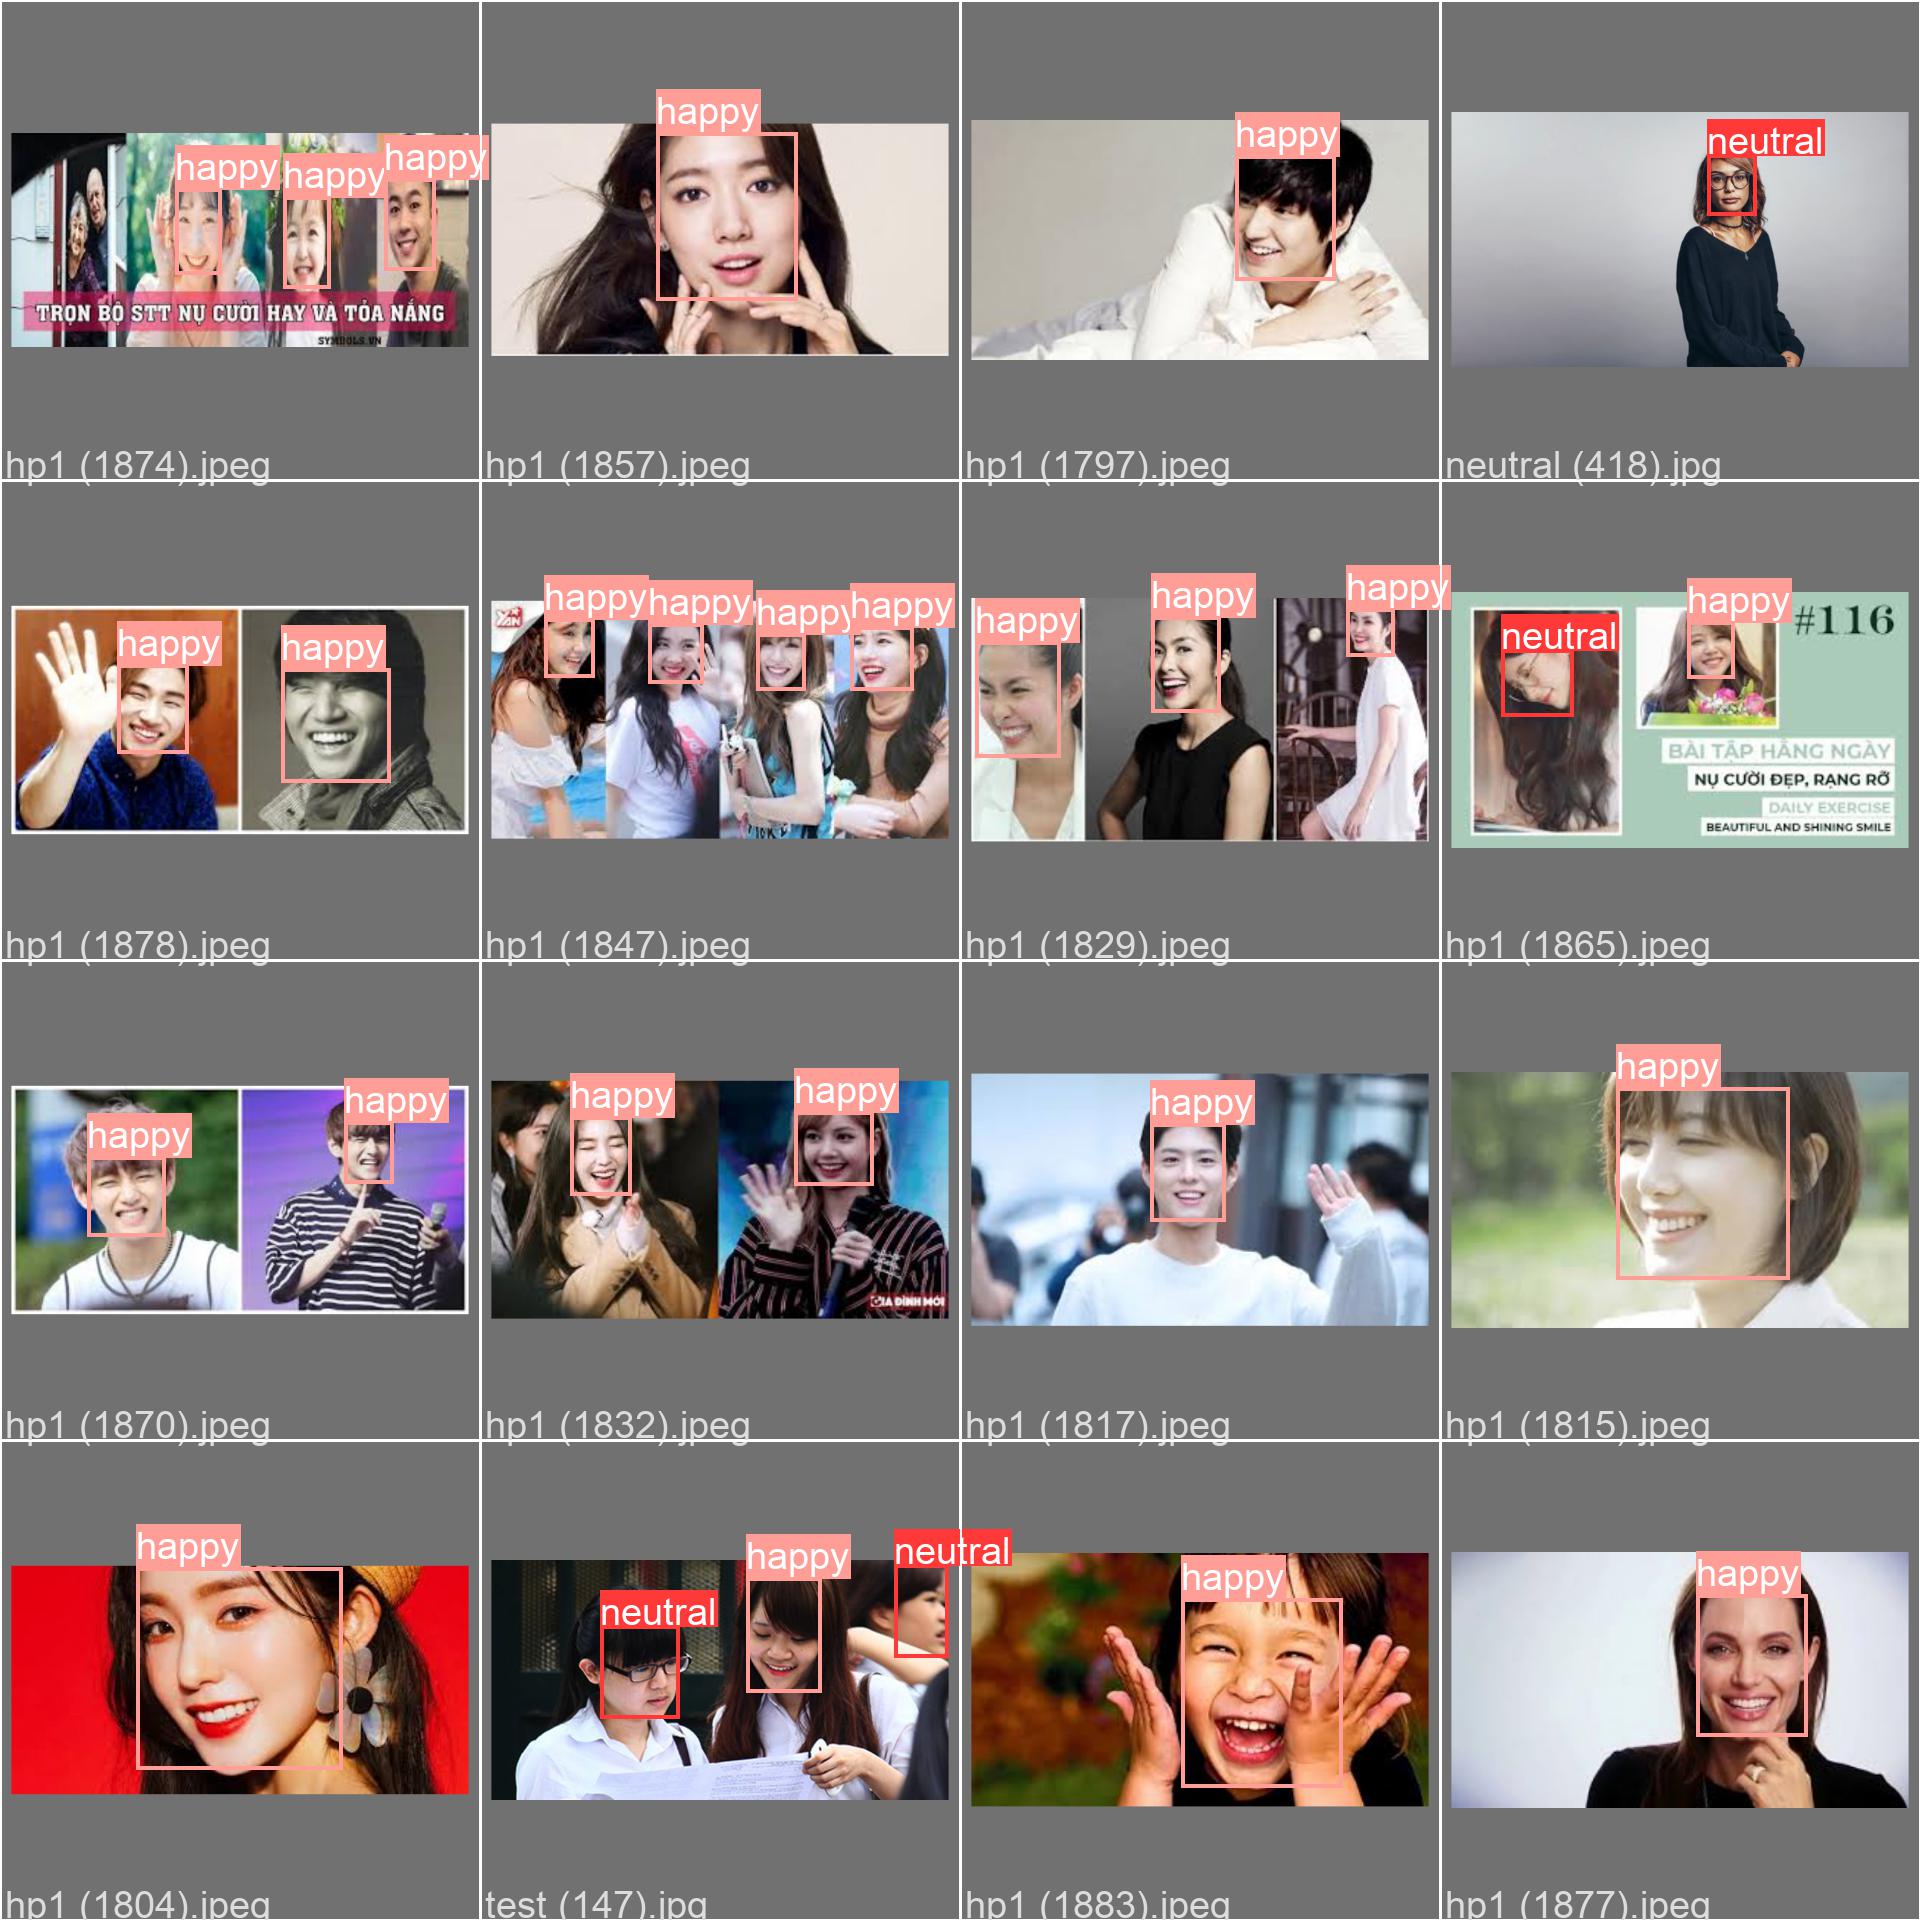 happy
happy
happy
TRỌN BỘ STT NỤ CƯỜI HAY VÀ TỎA NẮNG
SYMBOLS.VN
hp1 (1874).jpeg
happy
hp1 (1857).jpeg
happy
hp1 (1797).jpeg
neutral
neutral (418).jpg
happy
happy
hp1 (1878).jpeg
happy
happy
happy
happy
YAN
hp1 (1847).jpeg
happy
happy
happy
hp1 (1829).jpeg
neutral
happy
#116
BÀI TẬP HẰNG NGÀY
NỤ CƯỜI ĐẸP, RẠNG RỠ
DAILY EXERCISE
BEAUTIFUL AND SHINING SMILE
hp1 (1865).jpeg
happy
happy
hp1 (1870).jpeg
happy
happy
GIA ĐÌNH MỚI
hp1 (1832).jpeg
happy
hp1 (1817).jpeg
happy
hp1 (1815).jpeg
happy
hp1 (1804).jpeg
neutral
happy
neutral
test (147).jpg
happy
hp1 (1883).jpeg
happy
hp1 (1877).jpeg